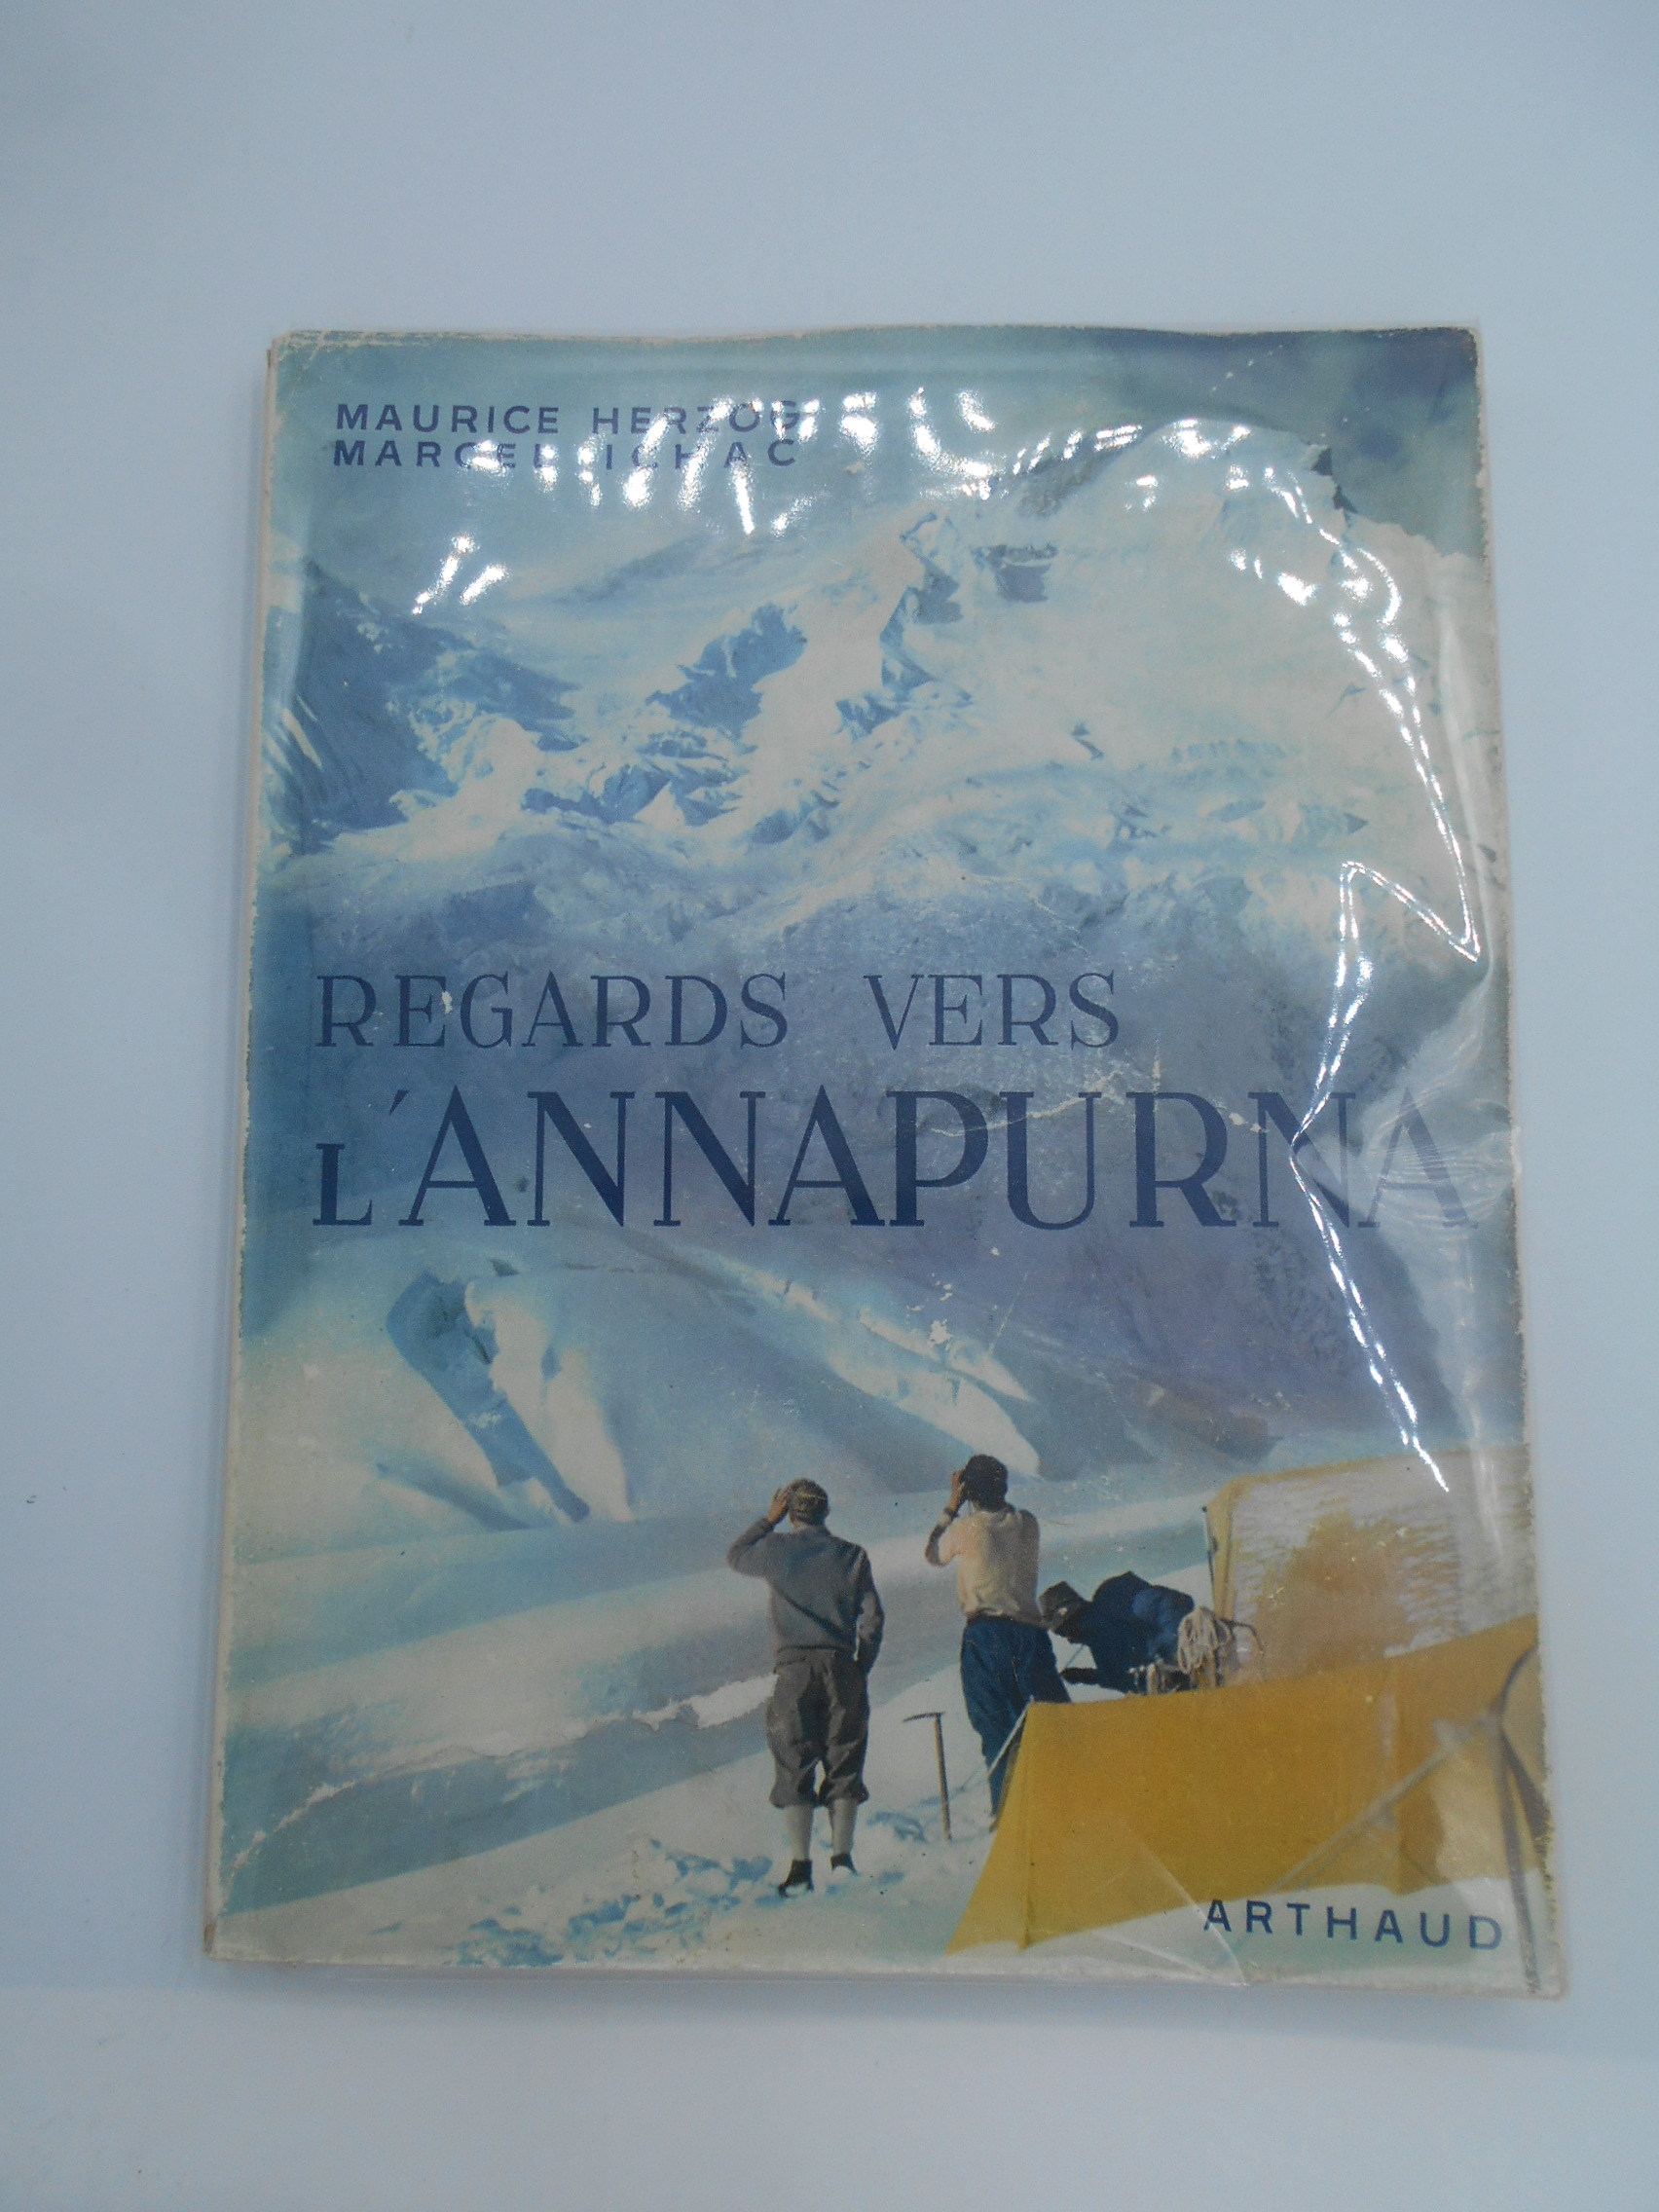 MAURICE HERZOG
MARCEL ICHAC
REGARDS VERS
L'ANNAPURNA
ARTHAUD